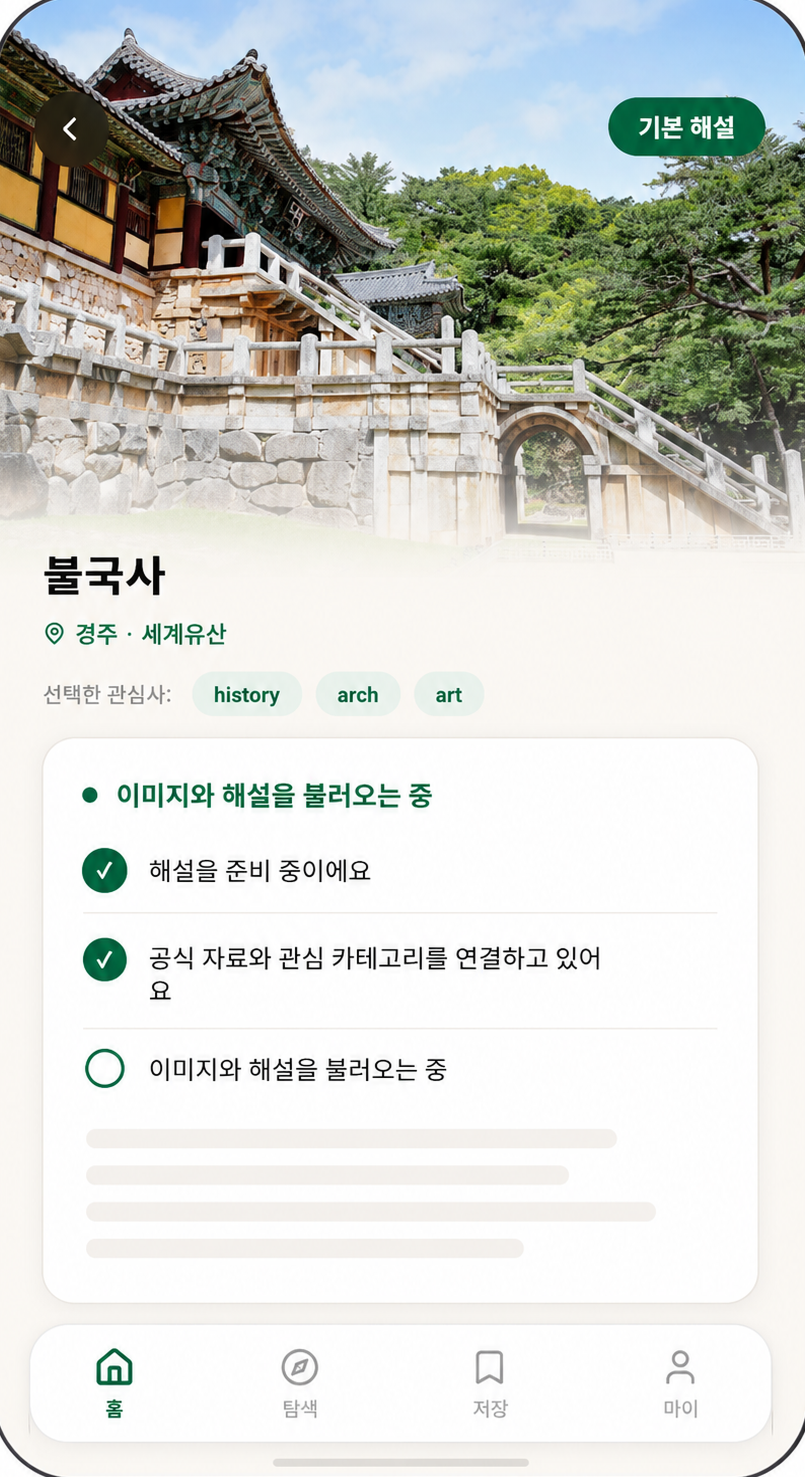 기본 해설
불국사
경주 · 세계유산
선택한 관심사: history arch art
이미지와 해설을 불러오는 중
해설을 준비 중이에요
공식 자료와 관심 카테고리를 연결하고 있어
요
이미지와 해설을 불러오는 중
홈 탐색 저장 마이